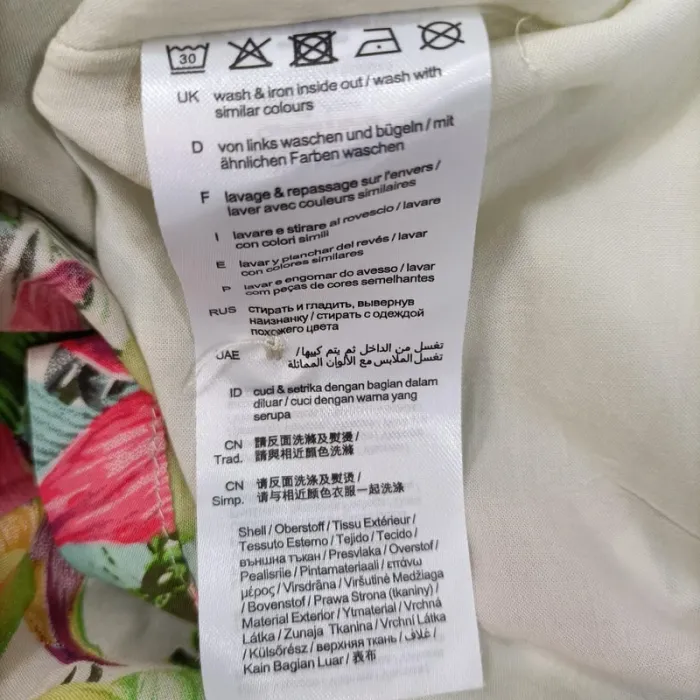 30
UK wash & iron inside out / wash with
similar colours
D von links waschen und bügeln / mit
ähnlichen Farben waschen
F lavage & repassage sur l'envers /
laver avec couleurs similaires
I lavare e stirare al rovescio / lavare
con colori simili
E lavar y planchar del revés / lavar
con colores similares
P lavar e engomar do avesso / lavar
com peças de cores semelhantes
RUS стирать и гладить, вывернув
наизнанку / стирать с одеждой
похожего цвета
UAE تغسل من الداخل ثم يتم كيها/
تغسل الملابس مع الألوان المماثلة
ID cuci & setrika dengan bagian dalam
diluar / cuci dengan warna yang
serupa
CN 請反面洗滌及熨燙 /
Trad. 請與相近顏色洗滌
CN 请反面洗涤及熨烫 /
Simp. 请与相近颜色衣服一起洗涤
Shell / Oberstoff / Tissu Extérieur /
Tessuto Esterno / Tejido / Tecido /
външна тъкан / Presvlaka / Overstof /
Pealisriie / Pintamateriaali / επάνω
μέρος / Virsdrāna / Viršutinė Medžiaga
/ Bovenstof / Prawa Strona (tkaniny) /
Material Exterior / Ytmaterial / Vrchná
Látka / Zunaja Tkanina / Vrchní Látka
/ Külsőrész / верхняя ткань / غلاف /
Kain Bagian Luar / 表布